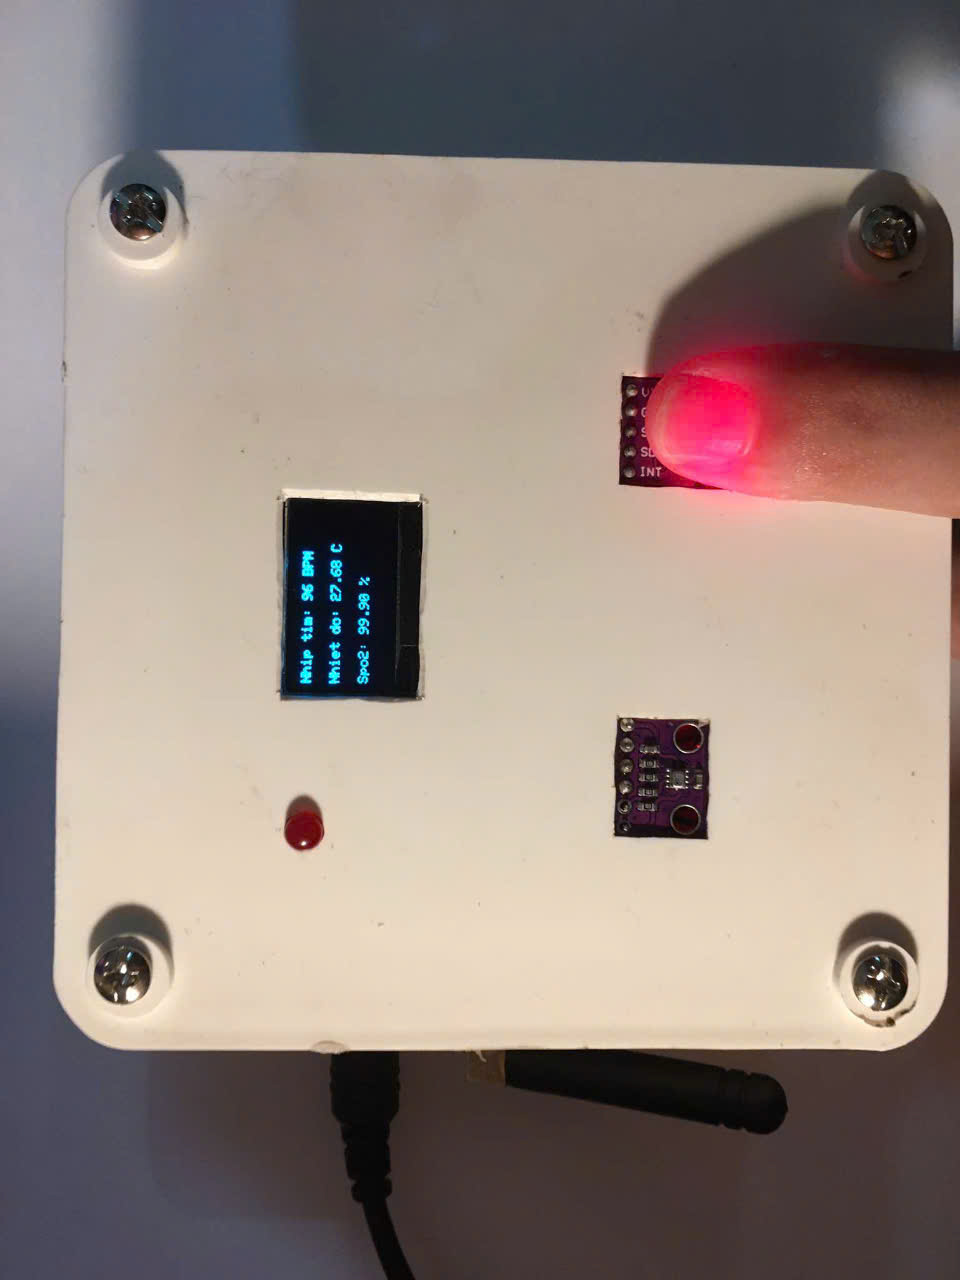 Nhip tim: 96 BPM
Nhiet do: 27.68 C
Spo2: 99.90 %
INT